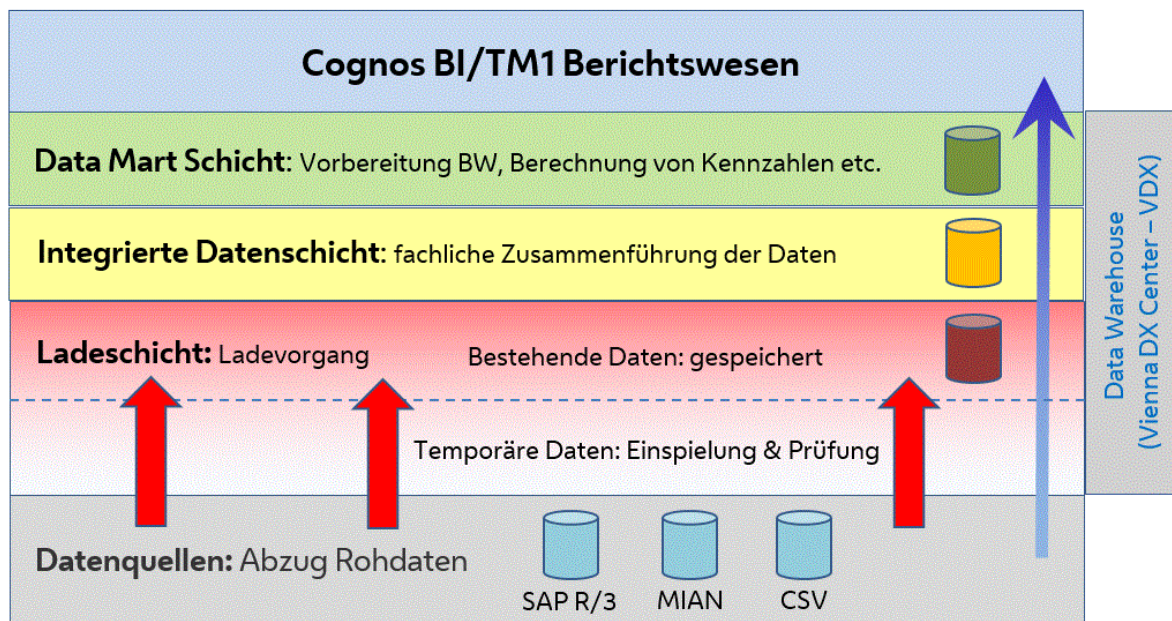 Cognos BI/TM1 Berichtswesen
Data Mart Schicht: Vorbereitung BW, Berechnung von Kennzahlen etc.
Integrierte Datenschicht: fachliche Zusammenführung der Daten
Ladeschicht: Ladevorgang
Bestehende Daten: gespeichert
Temporäre Daten: Einspielung & Prüfung
Datenquellen: Abzug Rohdaten
SAP R/3
MIAN
CSV
Data Warehouse
(Vienna DX Center – VDX)